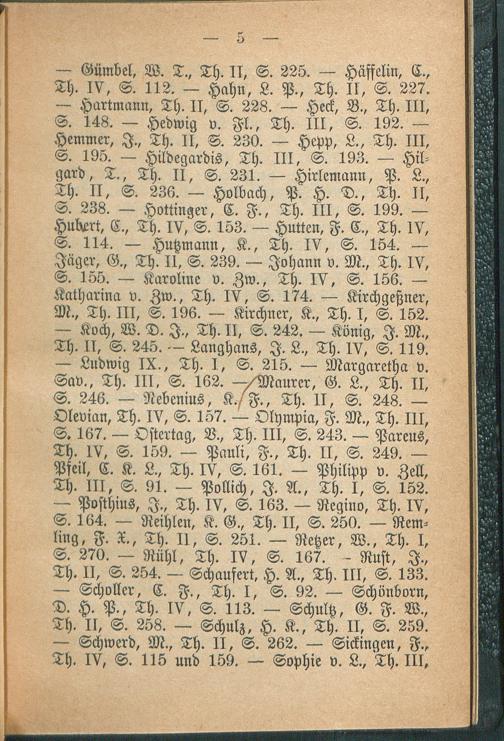 — 5 —
— Gümbel, W. T., Th. II, S. 225. — Häffelin, C.,
Th. IV, S. 112. — Hahn, L. P., Th. II, S. 227.
— Hartmann, Th. II, S. 228. — Heck, B., Th. III,
S. 148. — Hedwig v. Fl., Th. III, S. 192. —
Hemmer, J., Th. II, S. 230. — Hepp, L., Th. III,
S. 195. — Hildegardis, Th. III, S. 193. — Hil-
gard, T., Th. II, S. 231. — Hirlemann, P. L.,
Th. II, S. 236. — Holbach, P. H. D., Th. II,
S. 238. — Hottinger, C. F., Th. III, S. 199. —
Hubert, C., Th. IV, S. 153. — Hutten, F. C., Th. IV,
S. 114. — Hutzmann, K., Th. IV, S. 154. —
Jäger, G., Th. II, S. 239. — Johann v. M., Th. IV,
S. 155. — Karoline v. Zw., Th. IV, S. 156. —
Katharina v. Zw., Th. IV, S. 174. — Kirchgeßner,
M., Th. III, S. 196. — Kirchner, K., Th. I, S. 152.
— Koch, W. D. J., Th. II, S. 242. — König, J. M.,
Th. II, S. 245. — Langhans, J. L., Th. IV, S. 119.
— Ludwig IX., Th. I, S. 215. — Margaretha v.
Sav., Th. III, S. 162. — Maurer, G. L., Th. II,
S. 246. — Nebenius, K. F., Th. II, S. 248. —
Olevian, Th. IV, S. 157. — Olympia, F. M., Th. III,
S. 167. — Ostertag, B., Th. III, S. 243. — Pareus,
Th. IV, S. 159. — Pauli, F., Th. II, S. 249. —
Pfeil, C. K. L., Th. IV, S. 161. — Philipp v. Zell,
Th. III, S. 91. — Pollich, J. A., Th. I, S. 152.
— Posthius, J., Th. IV, S. 163. — Regino, Th. IV,
S. 164. — Reihlen, K. G., Th. II, S. 250. — Rem-
ling, F. X., Th. II, S. 251. — Retzer, W., Th. I,
S. 270. — Rühl, Th. IV, S. 167. - Rust, J.,
Th. II, S. 254. — Schaufert, H. A., Th. III, S. 133.
— Scholler, C. F., Th. I, S. 92. — Schönborn,
D. H. P., Th. IV, S. 113. — Schultz, G. F. W.,
Th. II, S. 258. — Schulz, H. K., Th. II, S. 259.
— Schwerd, M., Th. II, S. 262. — Sickingen, F.,
Th. IV, S. 115 und 159. — Sophie v. L., Th. III,